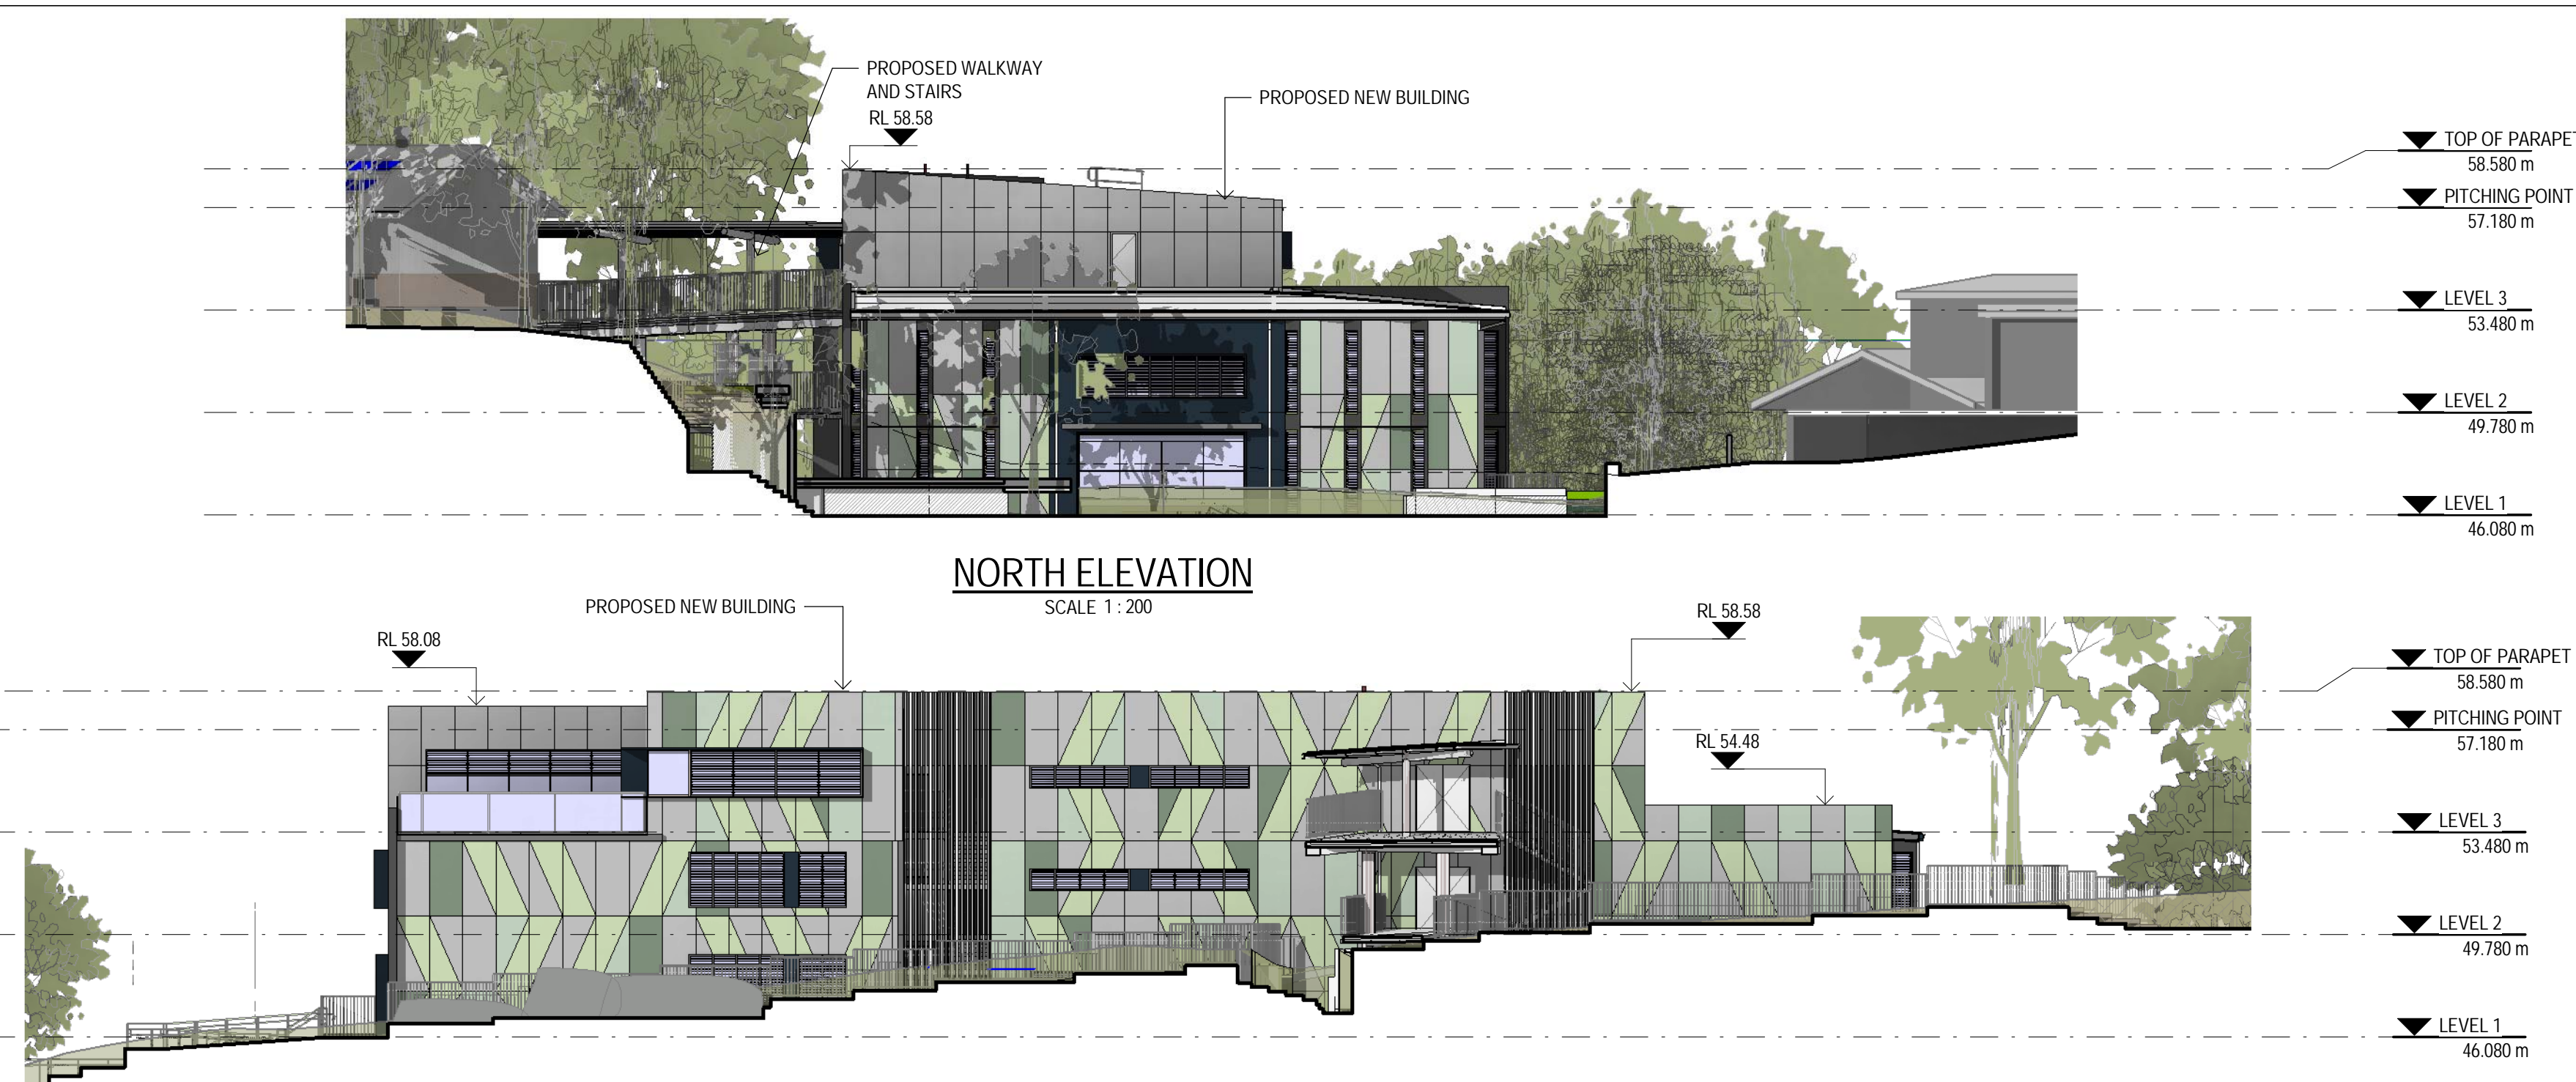 PROPOSED WALKWAY
AND STAIRS
RL 58.58
PROPOSED NEW BUILDING
TOP OF PARAPET
58.580 m
PITCHING POINT
57.180 m
LEVEL 3
53.480 m
LEVEL 2
49.780 m
LEVEL 1
46.080 m
NORTH ELEVATION
SCALE 1 : 200
PROPOSED NEW BUILDING
RL 58.08
RL 58.58
RL 54.48
TOP OF PARAPET
58.580 m
PITCHING POINT
57.180 m
LEVEL 3
53.480 m
LEVEL 2
49.780 m
LEVEL 1
46.080 m